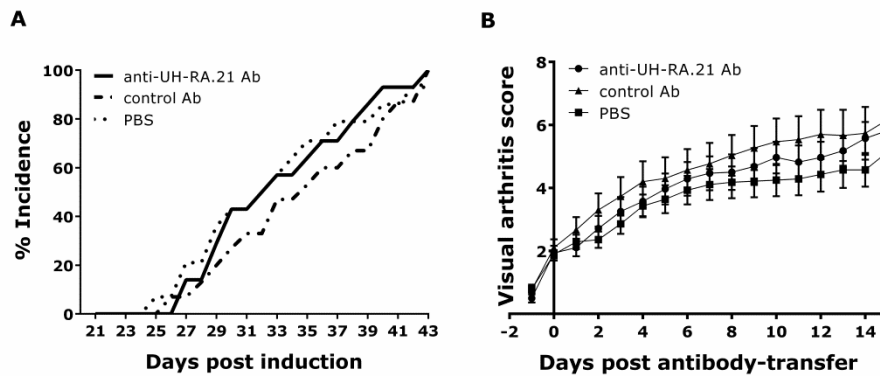 A
B
anti-UH-RA.21 Ab
control Ab
PBS
% Incidence
100
80
60
40
20
0
21 23 25 27 29 31 33 35 37 39 41 43
Days post induction
anti-UH-RA.21 Ab
control Ab
PBS
Visual arthritis score
8
6
4
2
-2 0 2 4 6 8 10 12 14
Days post antibody-transfer